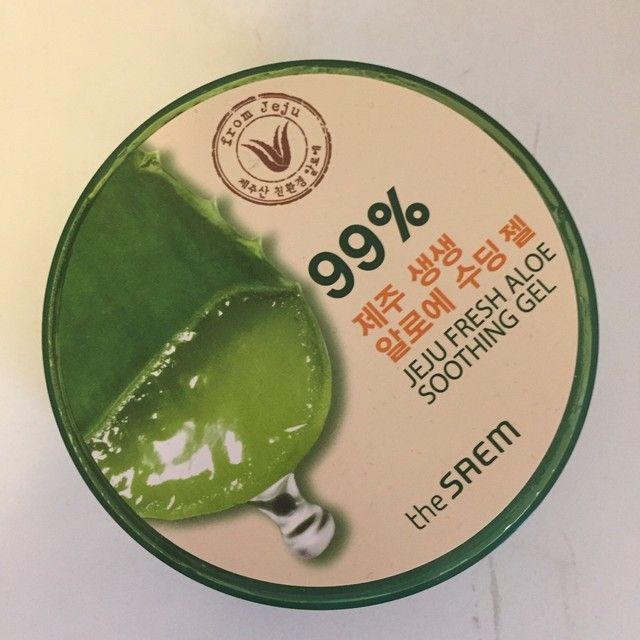 from Jeju
제주산 친환경 알로에
99%
제주 생생
알로에 수딩 젤
JEJU FRESH ALOE
SOOTHING GEL
the SAEM